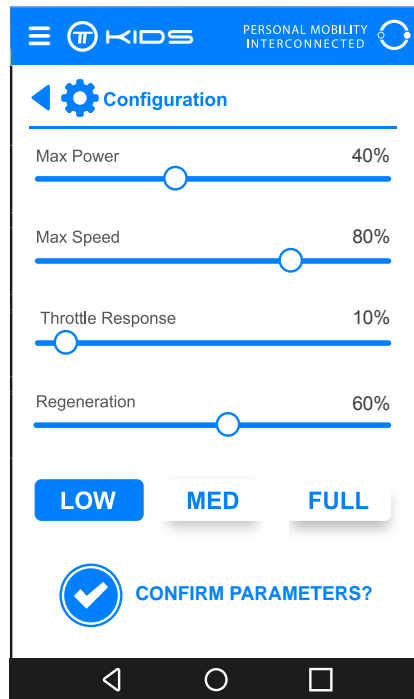 KIDS
PERSONAL MOBILITY
INTERCONNECTED
Configuration
Max Power 40%
Max Speed 80%
Throttle Response 10%
Regeneration 60%
LOW MED FULL
CONFIRM PARAMETERS?